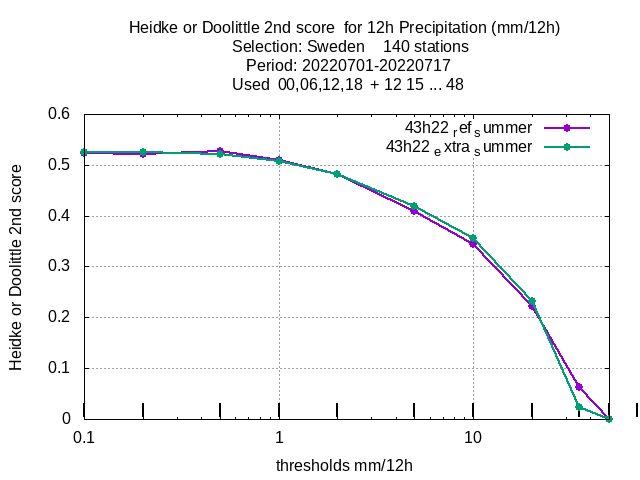 Heidke or Doolittle 2nd score  for 12h Precipitation (mm/12h)
Selection: Sweden    140 stations
Period: 20220701-20220717
Used  00,06,12,18  + 12 15 ... 48
43h22 ref summer
43h22 extra summer
Heidke or Doolittle 2nd score
0.6
0.5
0.4
0.3
0.2
0.1
0
0.1 1 10
thresholds mm/12h